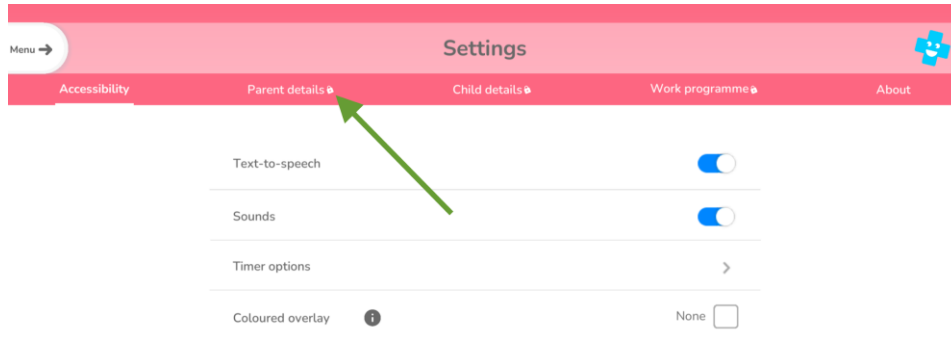 Menu
Settings
Accessibility Parent details Child details Work programme About
Text-to-speech
Sounds
Timer options
Coloured overlay None